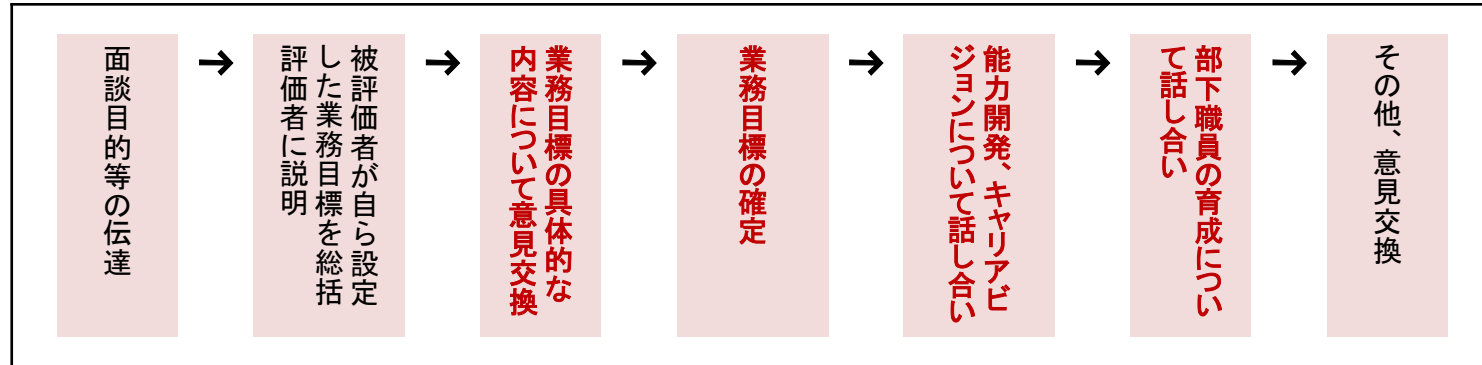 面談目的等の伝達
→
被評価者が自ら設定
した業務目標を総括
評価者に説明
→
業務目標の具体的な
内容について意見交換
→
業務目標の確定
→
能力開発、キャリアビ
ジョンについて話し合い
→
部下職員の育成につい
て話し合い
→
その他、意見交換